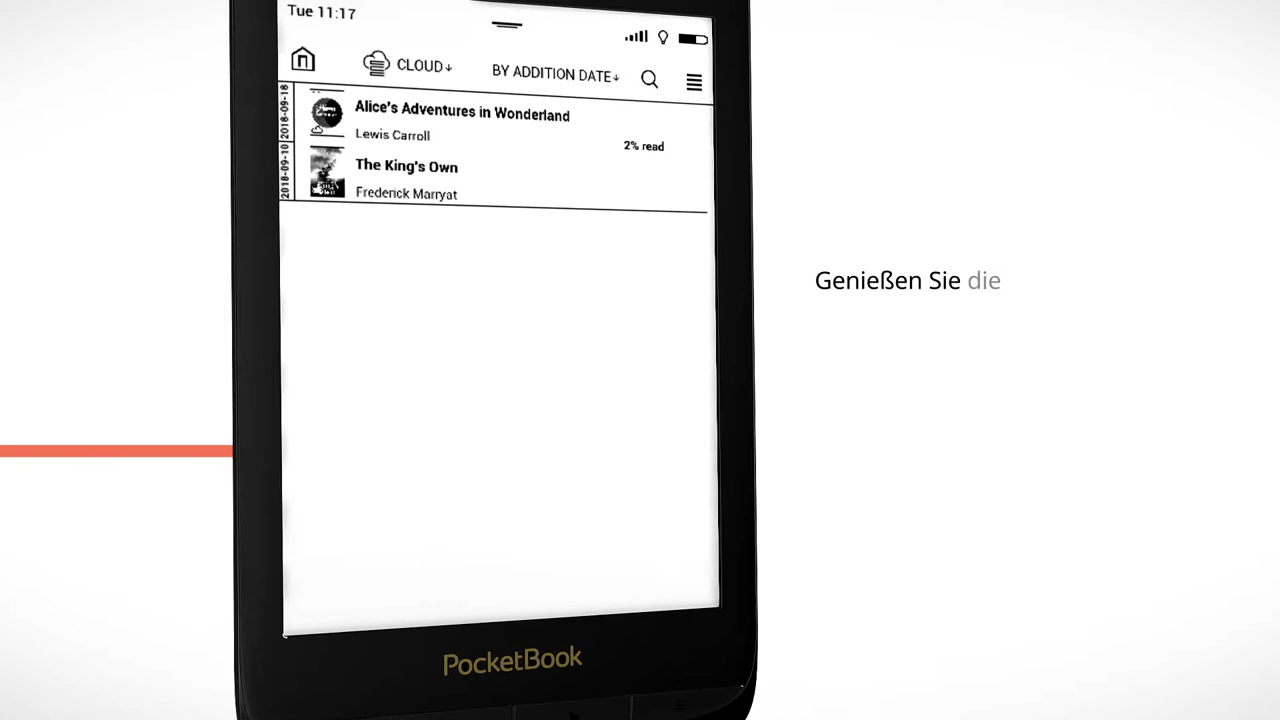 Tue 11:17
CLOUD↓
BY ADDITION DATE↓
2018-09-18
Alice's Adventures in Wonderland
Lewis Carroll
2% read
2018-09-10
The King's Own
Frederick Marryat
Genießen Sie die
PocketBook